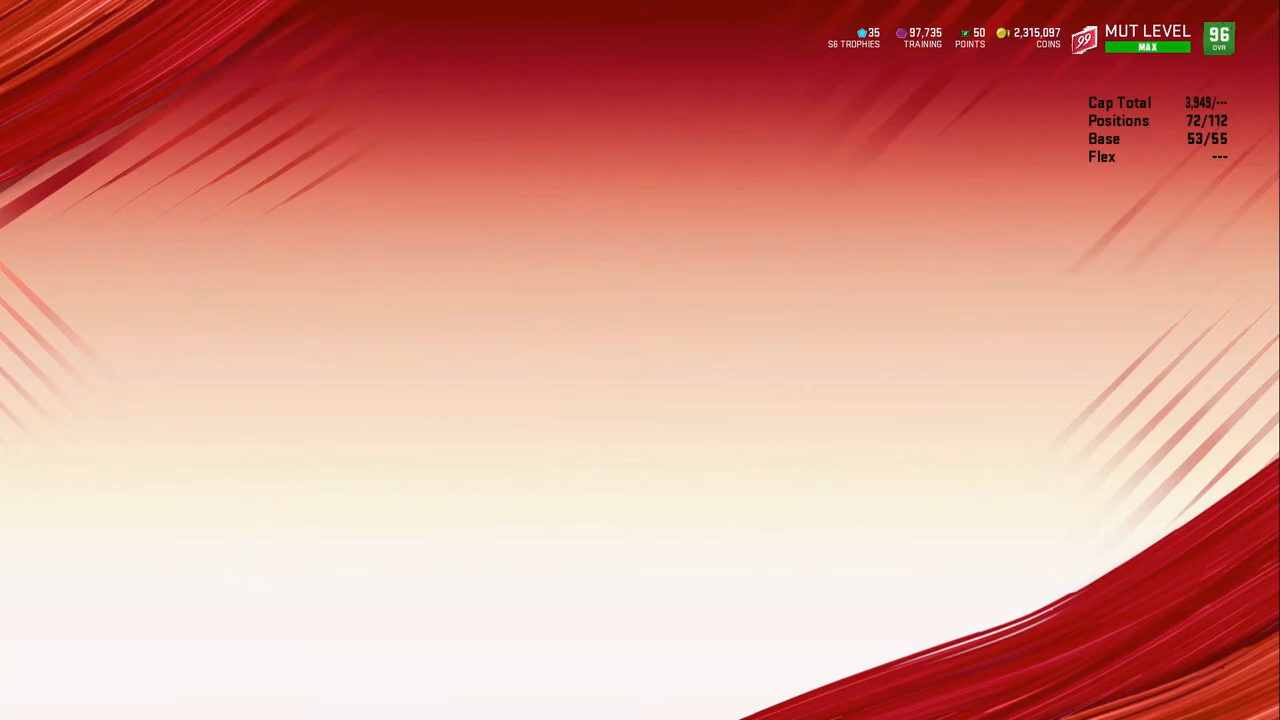 35 97,735 50 2,315,097
S6 TROPHIES TRAINING POINTS COINS
99
MUT LEVEL
MAX
96
OVR
Cap Total 3,949/---
Positions 72/112
Base 53/55
Flex ---